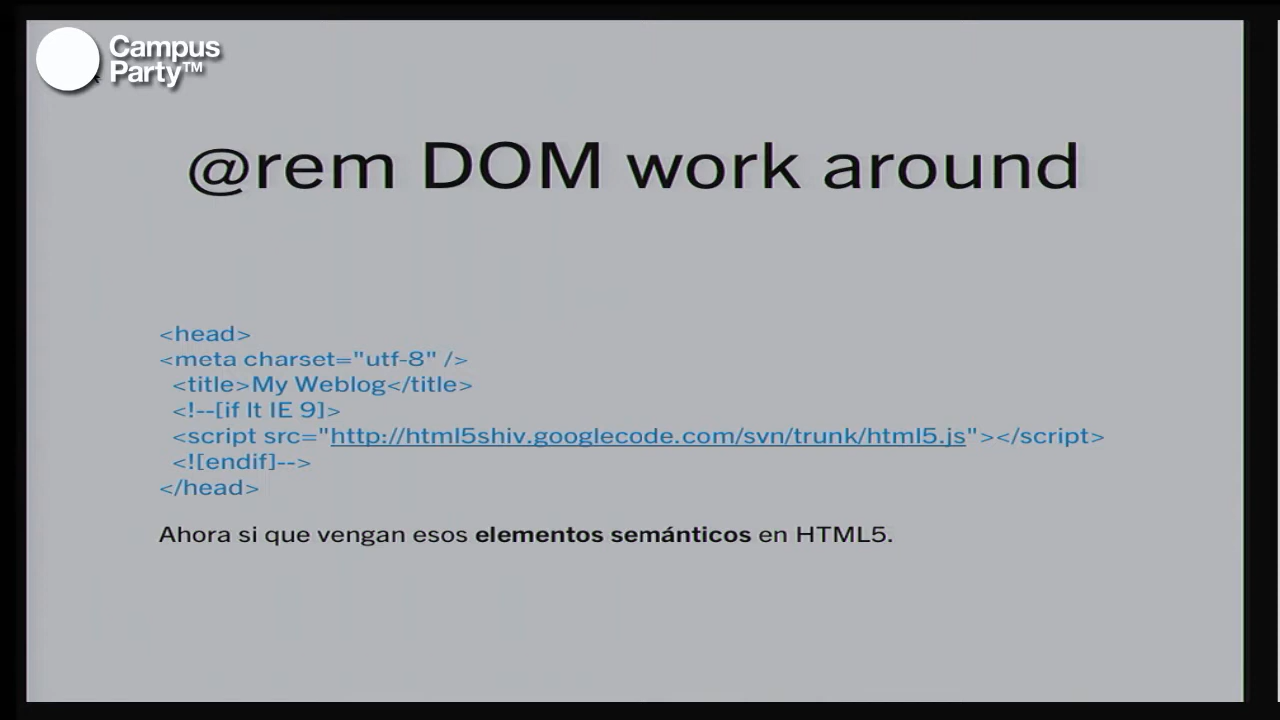 Campus
Party™
@rem DOM work around
<head>
<meta charset="utf-8" />
<title>My Weblog</title>
<!--[if lt IE 9]>
<script src="http://html5shiv.googlecode.com/svn/trunk/html5.js"></script>
<![endif]-->
</head>
Ahora si que vengan esos elementos semánticos en HTML5.